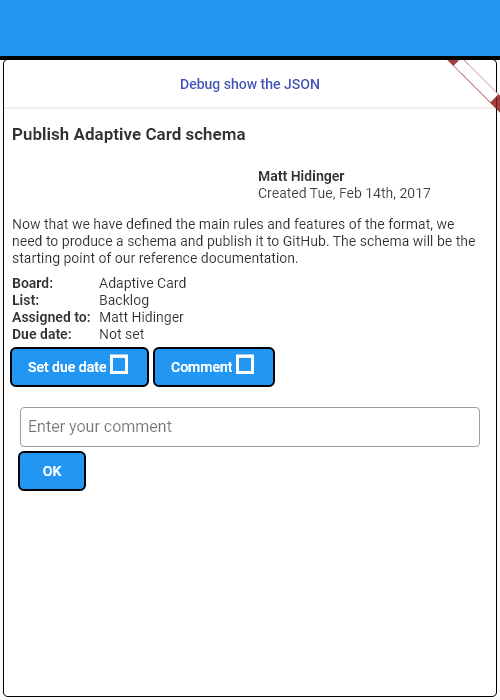 Debug show the JSON
Publish Adaptive Card schema
Matt Hidinger
Created Tue, Feb 14th, 2017
Now that we have defined the main rules and features of the format, we
need to produce a schema and publish it to GitHub. The schema will be the
starting point of our reference documentation.
Board: Adaptive Card
List: Backlog
Assigned to: Matt Hidinger
Due date: Not set
Set due date Comment
Enter your comment
OK